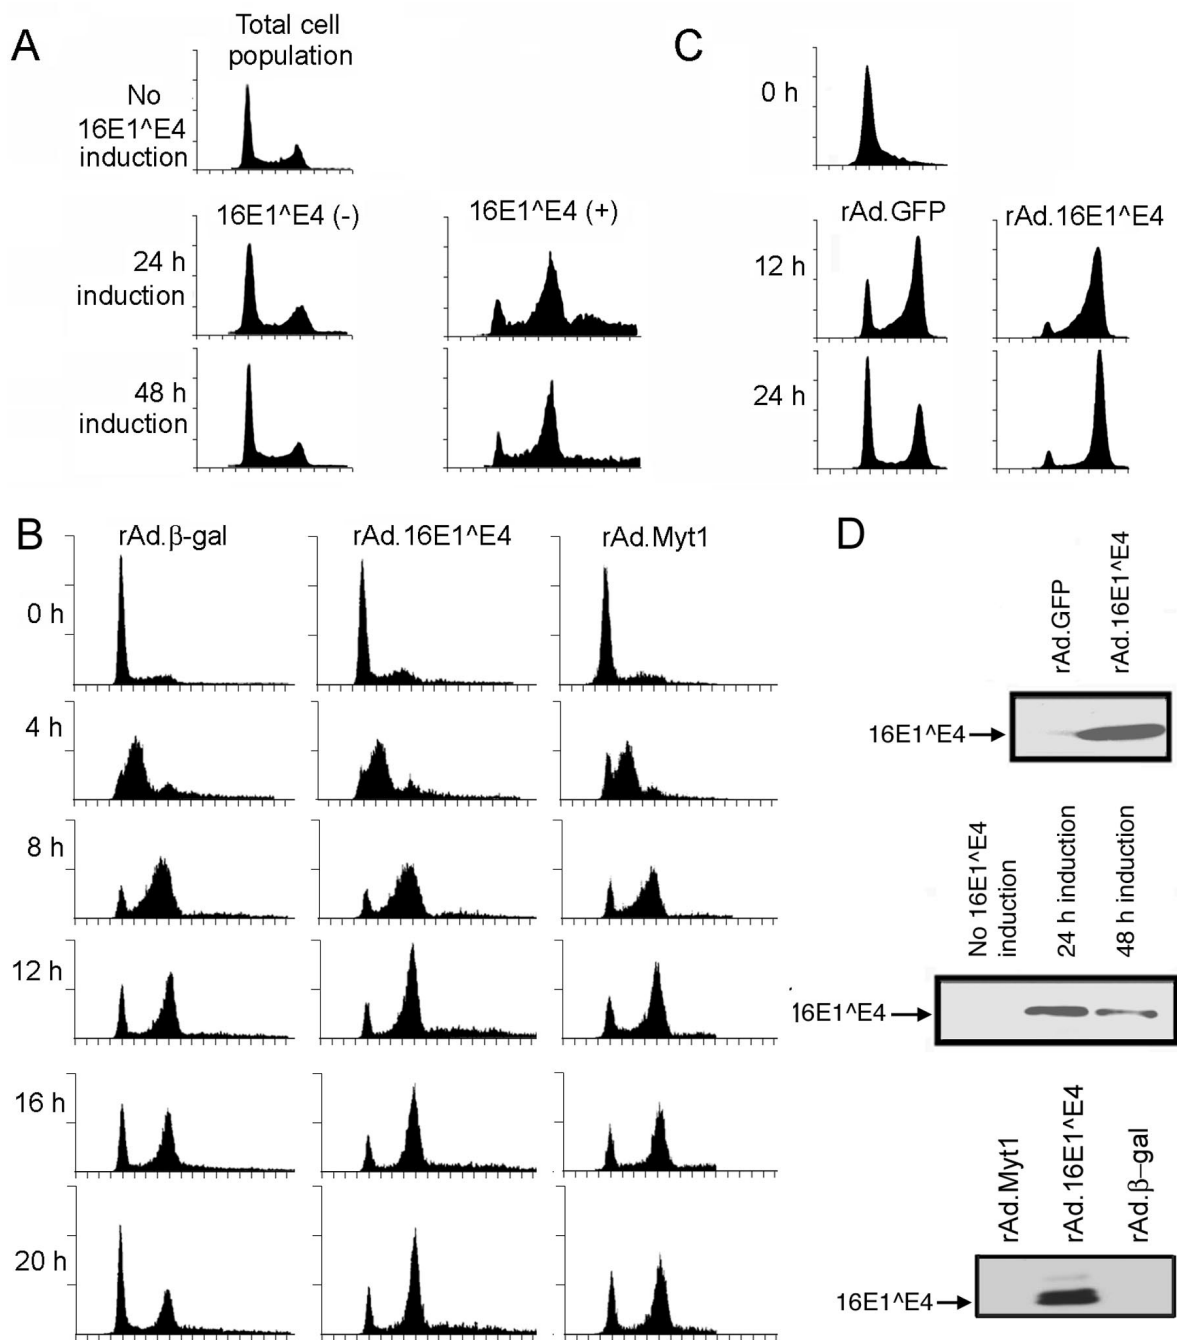 A
Total cell
population
No
16E1^E4
induction
16E1^E4 (-)
16E1^E4 (+)
24 h
induction
48 h
induction
C
0 h
rAd.GFP
rAd.16E1^E4
12 h
24 h
B
rAd.β-gal
rAd.16E1^E4
rAd.Myt1
0 h
4 h
8 h
12 h
16 h
20 h
D
rAd.GFP
rAd.16E1^E4
16E1^E4
No 16E1^E4
induction
24 h induction
48 h induction
16E1^E4
rAd.Myt1
rAd.16E1^E4
rAd.β–gal
16E1^E4